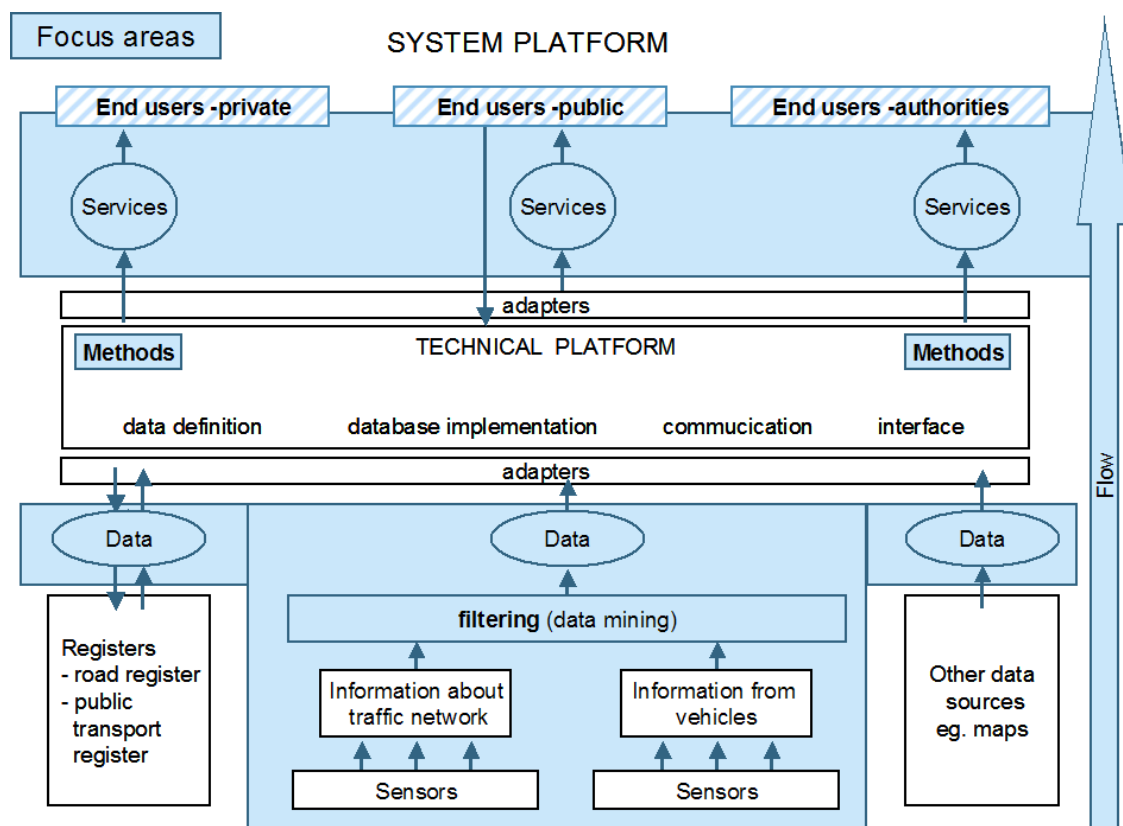 Focus areas
SYSTEM PLATFORM
End users -private
End users -public
End users -authorities
Services
Services
Services
adapters
Methods
TECHNICAL PLATFORM
Methods
data definition
database implementation
commucication
interface
adapters
Flow
Data
Data
Data
filtering (data mining)
Registers
- road register
- public
transport
register
Information about
traffic network
Information from
vehicles
Other data
sources
eg. maps
Sensors
Sensors